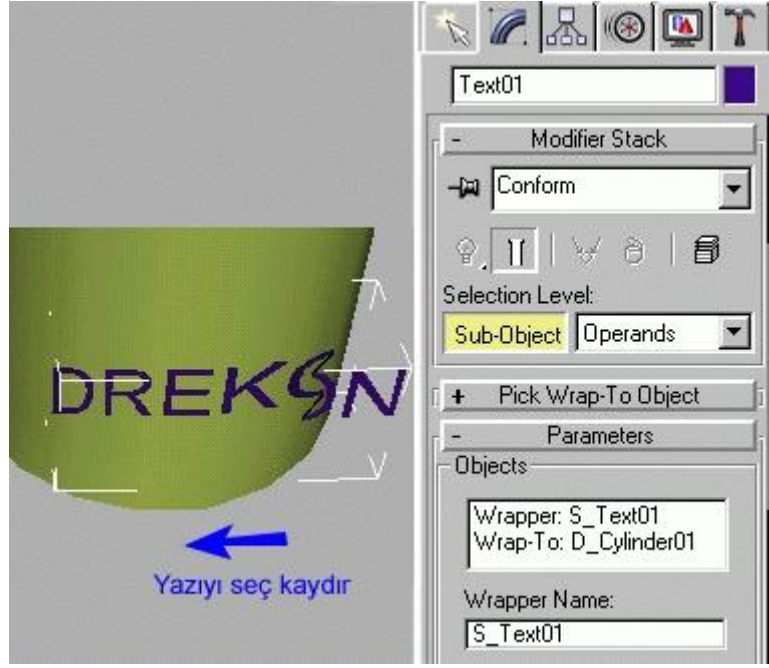 Text01
- Modifier Stack
Conform
Selection Level:
Sub-Object Operands
+ Pick Wrap-To Object
- Parameters
Objects
Wrapper: S_Text01
Wrap-To: D_Cylinder01
Wrapper Name:
S_Text01
DREKSN
Yazıyı seç kaydır